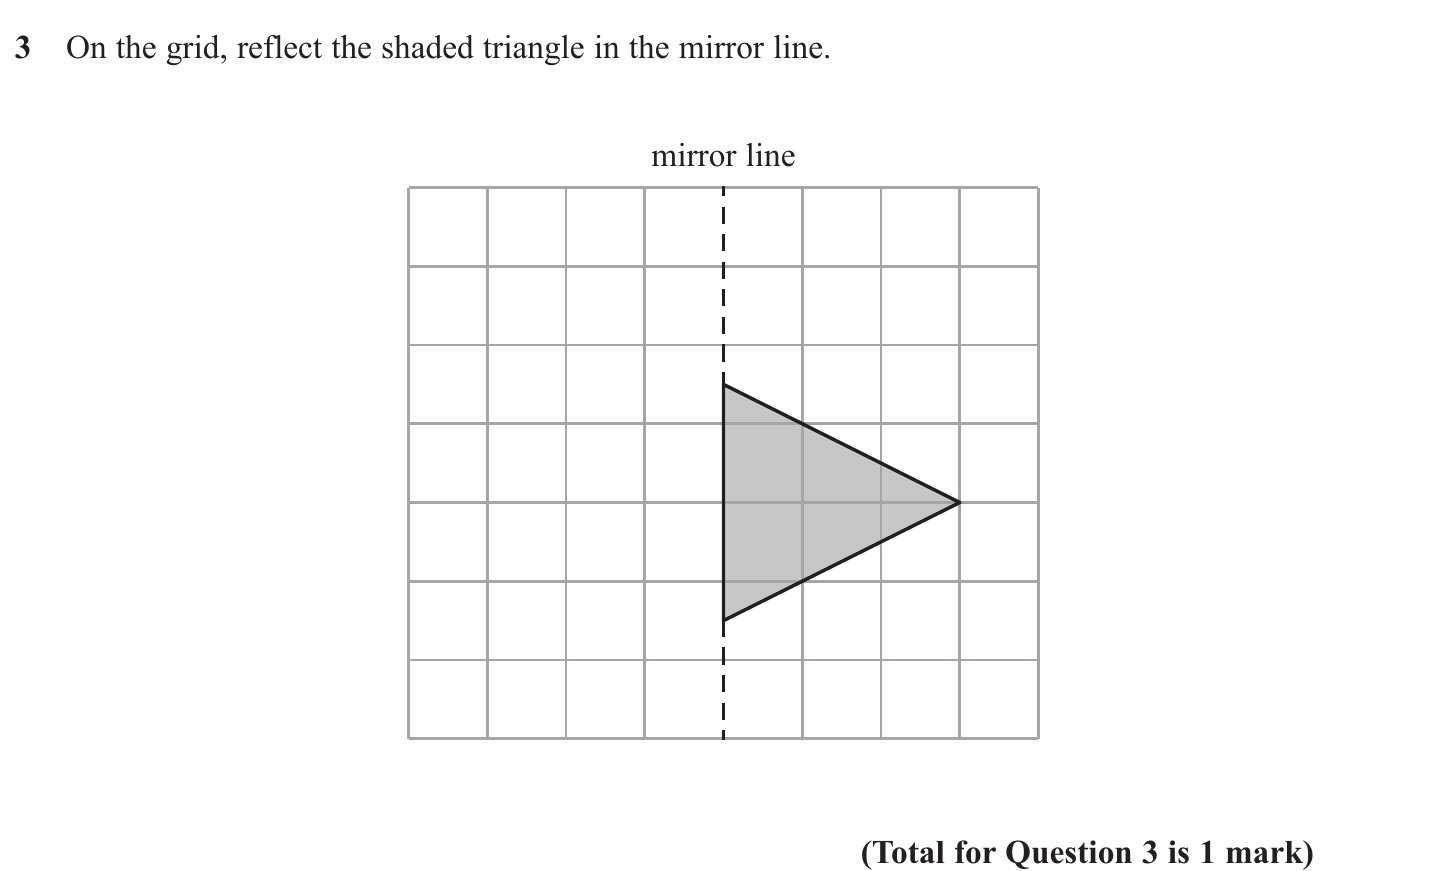 3 On the grid, reflect the shaded triangle in the mirror line.
mirror line
(Total for Question 3 is 1 mark)